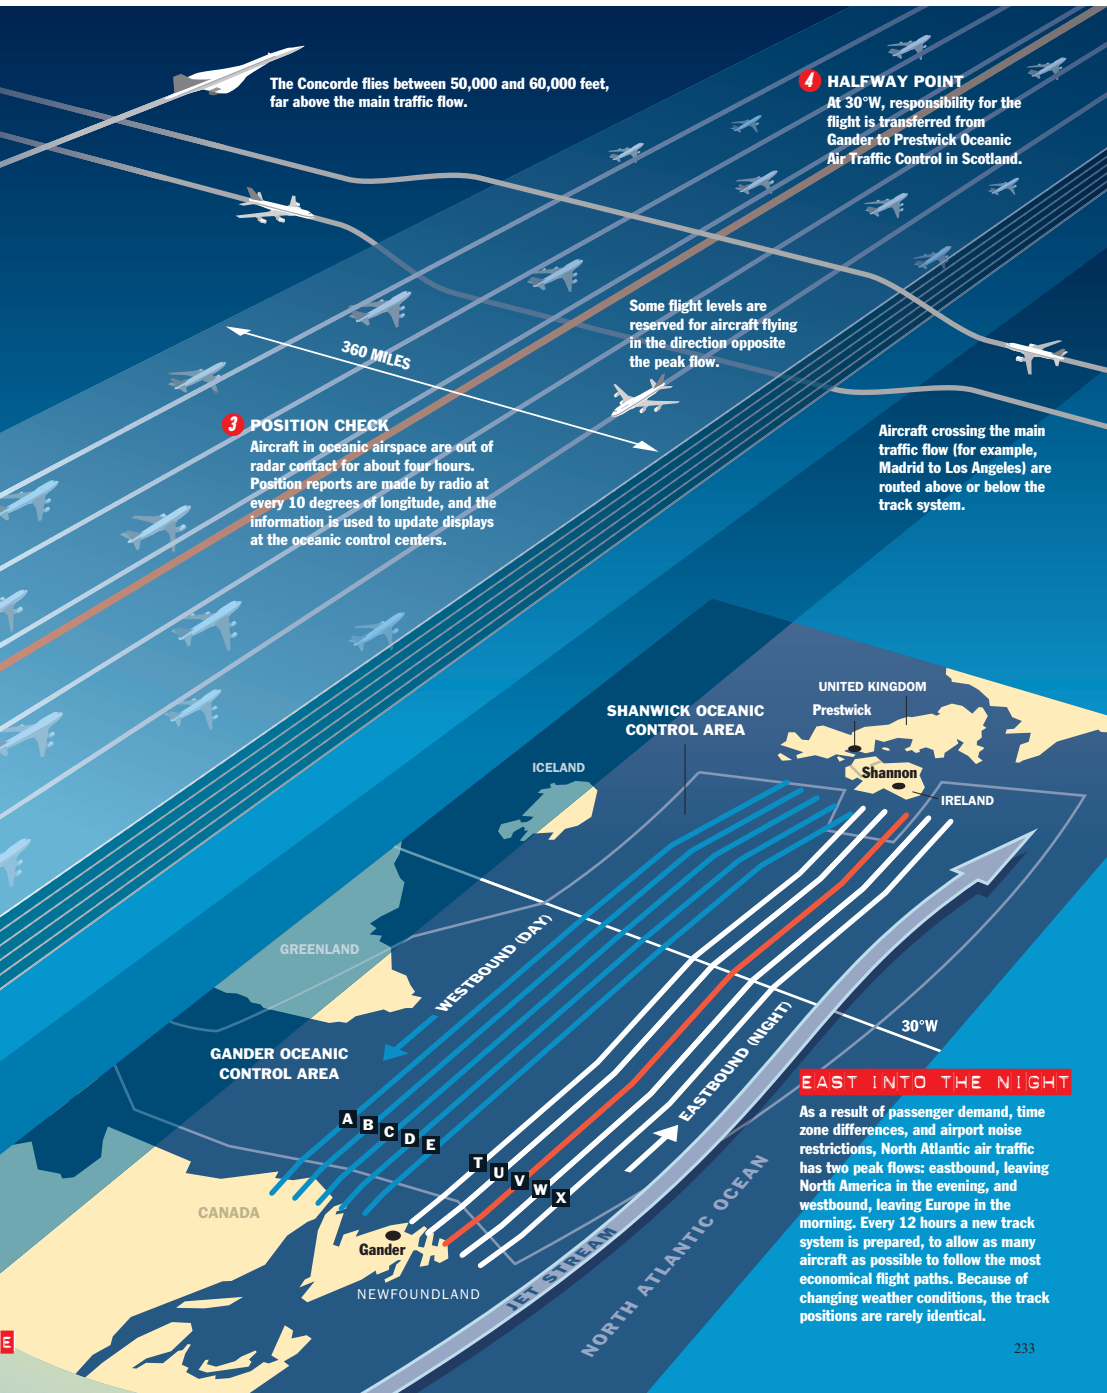 The Concorde flies between 50,000 and 60,000 feet,
far above the main traffic flow.
4 HALFWAY POINT
At 30°W, responsibility for the
flight is transferred from
Gander to Prestwick Oceanic
Air Traffic Control in Scotland.
Some flight levels are
reserved for aircraft flying
in the direction opposite
the peak flow.
360 MILES
3 POSITION CHECK
Aircraft in oceanic airspace are out of
radar contact for about four hours.
Position reports are made by radio at
every 10 degrees of longitude, and the
information is used to update displays
at the oceanic control centers.
Aircraft crossing the main
traffic flow (for example,
Madrid to Los Angeles) are
routed above or below the
track system.
UNITED KINGDOM
Prestwick
SHANWICK OCEANIC
CONTROL AREA
ICELAND
Shannon
IRELAND
GREENLAND
WESTBOUND (DAY)
EASTBOUND (NIGHT)
30°W
GANDER OCEANIC
CONTROL AREA
A
B
C
D
E
T
U
V
W
X
CANADA
Gander
NEWFOUNDLAND
JET STREAM
NORTH ATLANTIC OCEAN
EAST INTO THE NIGHT
As a result of passenger demand, time
zone differences, and airport noise
restrictions, North Atlantic air traffic
has two peak flows: eastbound, leaving
North America in the evening, and
westbound, leaving Europe in the
morning. Every 12 hours a new track
system is prepared, to allow as many
aircraft as possible to follow the most
economical flight paths. Because of
changing weather conditions, the track
positions are rarely identical.
E
233